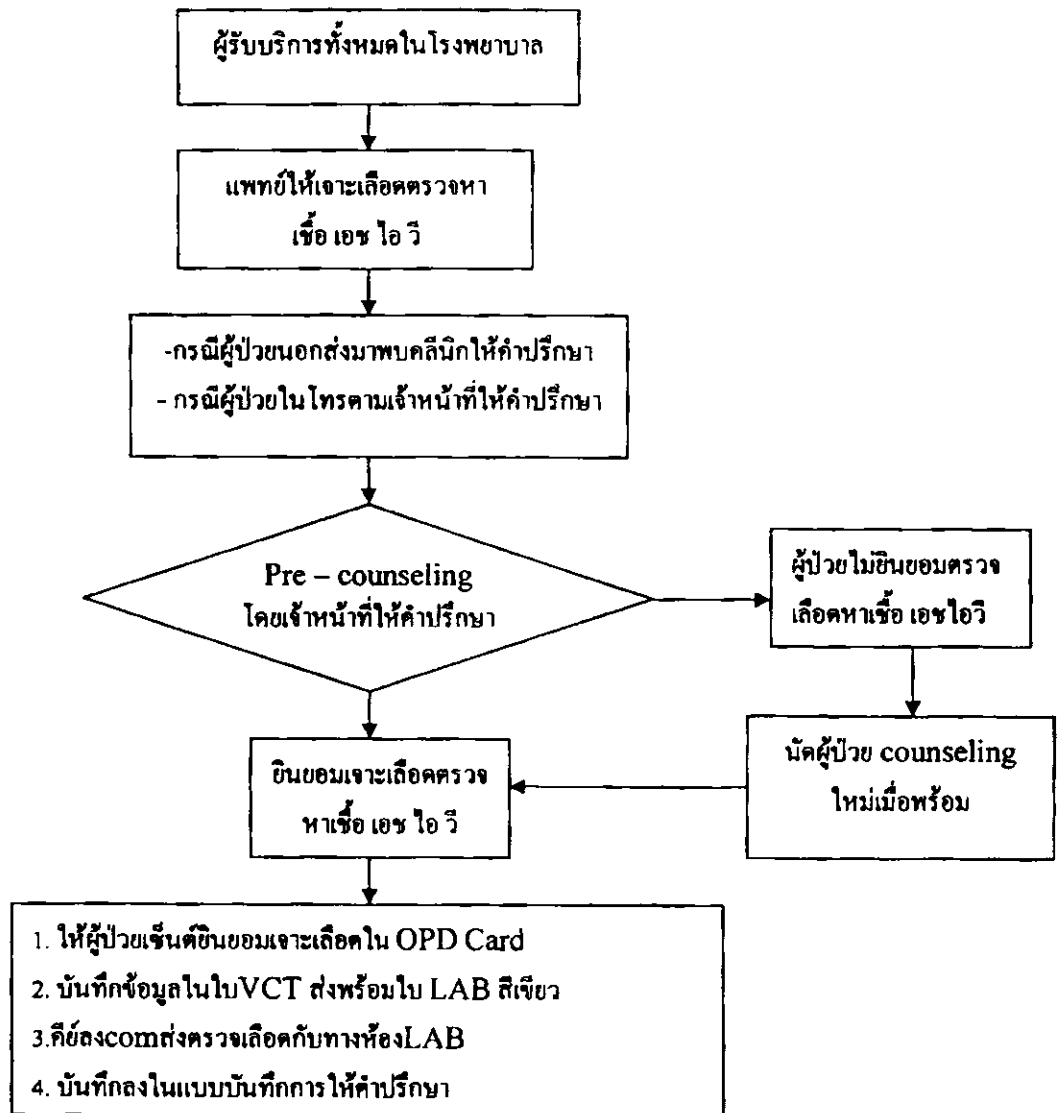 ผู้รับบริการทั้งหมดในโรงพยาบาล
แพทย์ให้เจาะเลือดตรวจหา
เชื้อ เอช ไอ วี
-กรณีผู้ป่วยนอกส่งมาพบคลีนิกให้คำปรึกษา
- กรณีผู้ป่วยในโทรตามเจ้าหน้าที่ให้คำปรึกษา
Pre – counseling
โดยเจ้าหน้าที่ให้คำปรึกษา
ผู้ป่วยไม่ยินยอมตรวจ
เลือดหาเชื้อ เอชไอวี
นัดผู้ป่วย counseling
ใหม่เมื่อพร้อม
ยินยอมเจาะเลือดตรวจ
หาเชื้อ เอช ไอ วี
1. ให้ผู้ป่วยเซ็นต์ยินยอมเจาะเลือดใน OPD Card
2. บันทึกข้อมูลในใบVCT ส่งพร้อมใบ LAB สีเขียว
3.คีย์ลงcomส่งตรวจเลือดกับทางห้องLAB
4. บันทึกลงในแบบบันทึกการให้คำปรึกษา